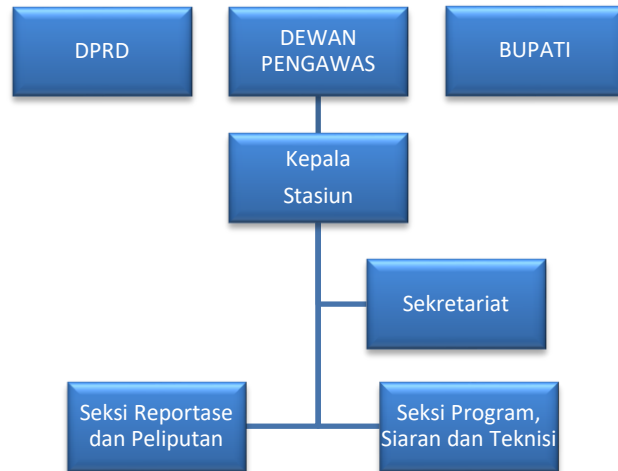 DPRD
DEWAN
PENGAWAS
BUPATI
Kepala
Stasiun
Sekretariat
Seksi Reportase
dan Peliputan
Seksi Program,
Siaran dan Teknisi